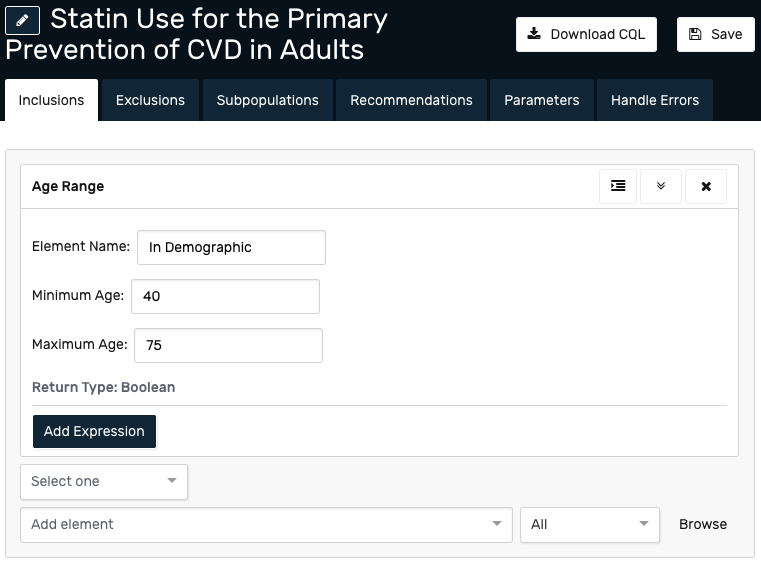 Statin Use for the Primary
Prevention of CVD in Adults
Download CQL
Save
Inclusions
Exclusions
Subpopulations
Recommendations
Parameters
Handle Errors
Age Range
Element Name: In Demographic
Minimum Age: 40
Maximum Age: 75
Return Type: Boolean
Add Expression
Select one
Add element
All
Browse